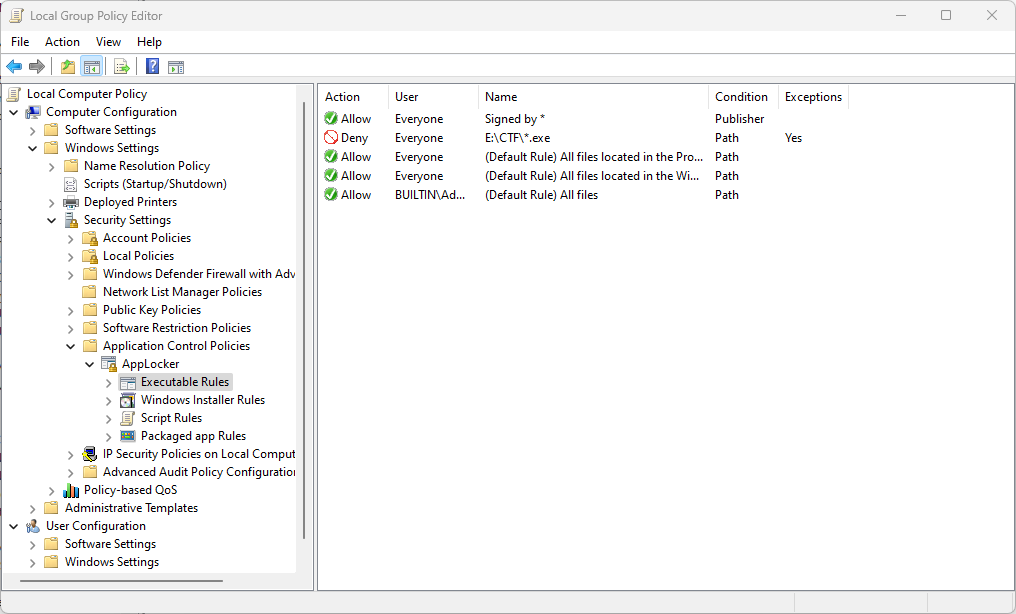 Local Group Policy Editor
File Action View Help
Local Computer Policy
Computer Configuration
Software Settings
Windows Settings
Name Resolution Policy
Scripts (Startup/Shutdown)
Deployed Printers
Security Settings
Account Policies
Local Policies
Windows Defender Firewall with Adv
Network List Manager Policies
Public Key Policies
Software Restriction Policies
Application Control Policies
AppLocker
Executable Rules
Windows Installer Rules
Script Rules
Packaged app Rules
IP Security Policies on Local Comput
Advanced Audit Policy Configuration
Policy-based QoS
Administrative Templates
User Configuration
Software Settings
Windows Settings
Action User Name Condition Exceptions
Allow Everyone Signed by * Publisher
Deny Everyone E:\CTF\*.exe Path Yes
Allow Everyone (Default Rule) All files located in the Pro... Path
Allow Everyone (Default Rule) All files located in the Wi... Path
Allow BUILTIN\Ad... (Default Rule) All files Path